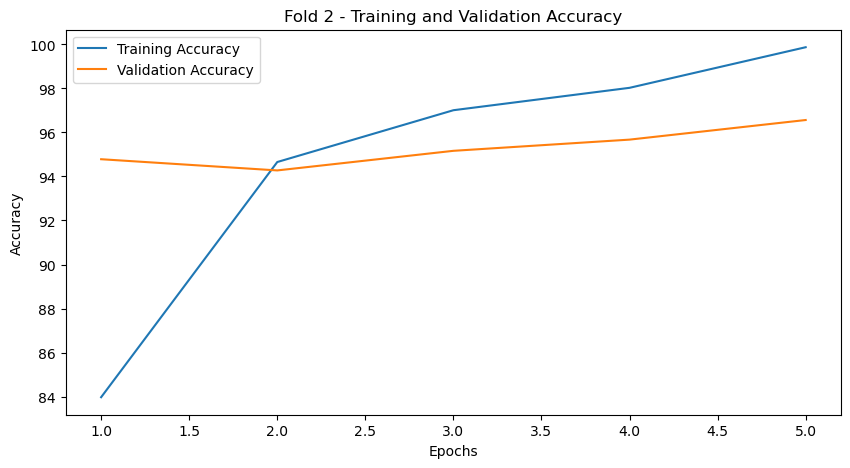 Fold 2 - Training and Validation Accuracy
Training Accuracy
Validation Accuracy
Accuracy
100
98
96
94
92
90
88
86
84
1.0 1.5 2.0 2.5 3.0 3.5 4.0 4.5 5.0
Epochs